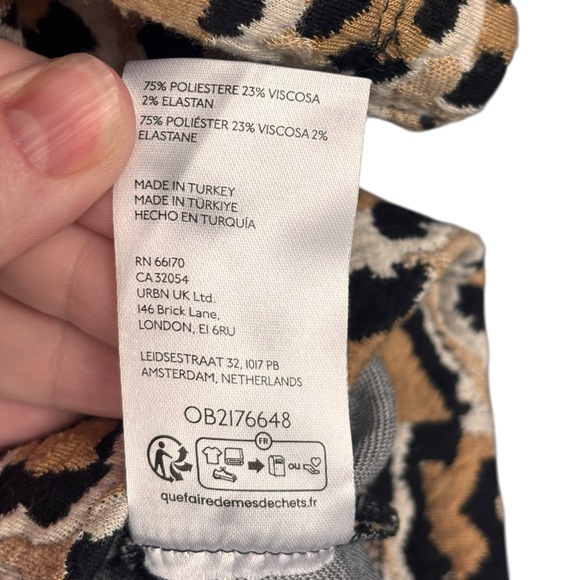 75% POLIESTERE 23% VISCOSA
2% ELASTAN
75% POLIÉSTER 23% VISCOSA 2%
ELASTANE
MADE IN TURKEY
MADE IN TÜRKIYE
HECHO EN TURQUÍA
RN 66170
CA 32054
URBN UK Ltd.
146 Brick Lane,
LONDON, E1 6RU
LEIDSESTRAAT 32, 1017 PB
AMSTERDAM, NETHERLANDS
OB2176648
FR
ou
quefairedemesdechets.fr